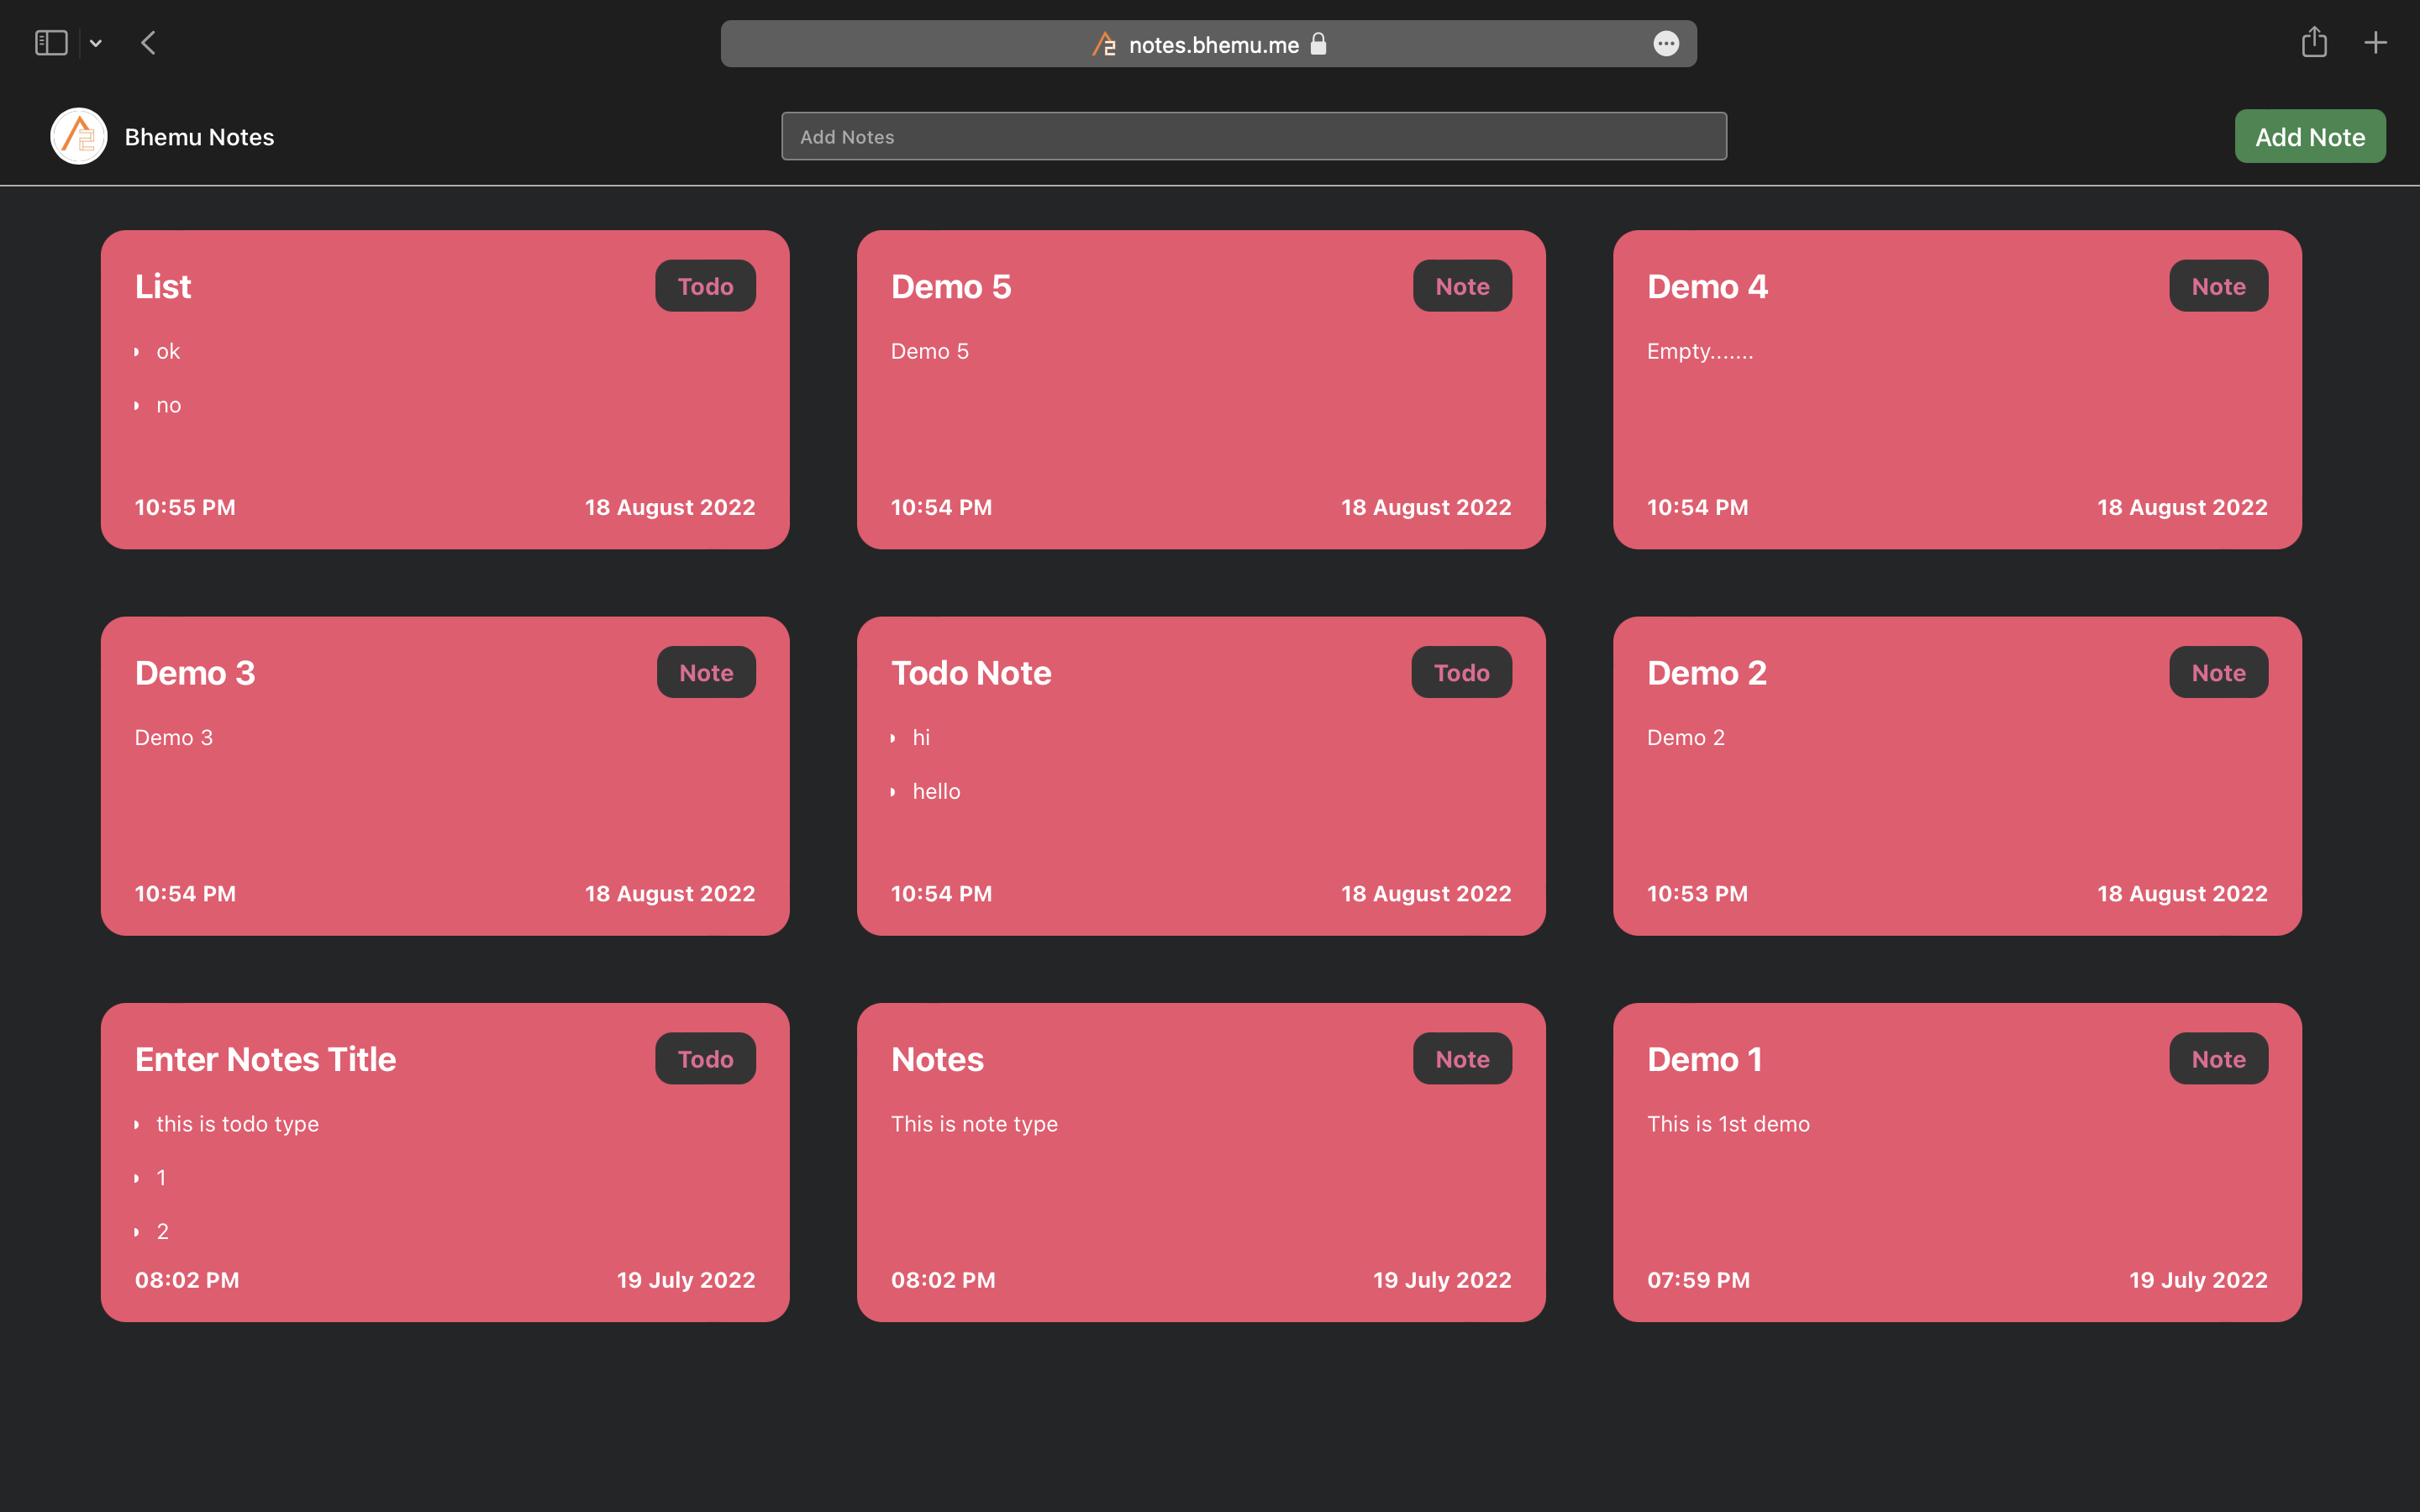 notes.bhemu.me
Bhemu Notes
Add Notes
Add Note
List
Todo
ok
no
10:55 PM
18 August 2022
Demo 5
Note
Demo 5
10:54 PM
18 August 2022
Demo 4
Note
Empty.......
10:54 PM
18 August 2022
Demo 3
Note
Demo 3
10:54 PM
18 August 2022
Todo Note
Todo
hi
hello
10:54 PM
18 August 2022
Demo 2
Note
Demo 2
10:53 PM
18 August 2022
Enter Notes Title
Todo
this is todo type
1
2
08:02 PM
19 July 2022
Notes
Note
This is note type
08:02 PM
19 July 2022
Demo 1
Note
This is 1st demo
07:59 PM
19 July 2022